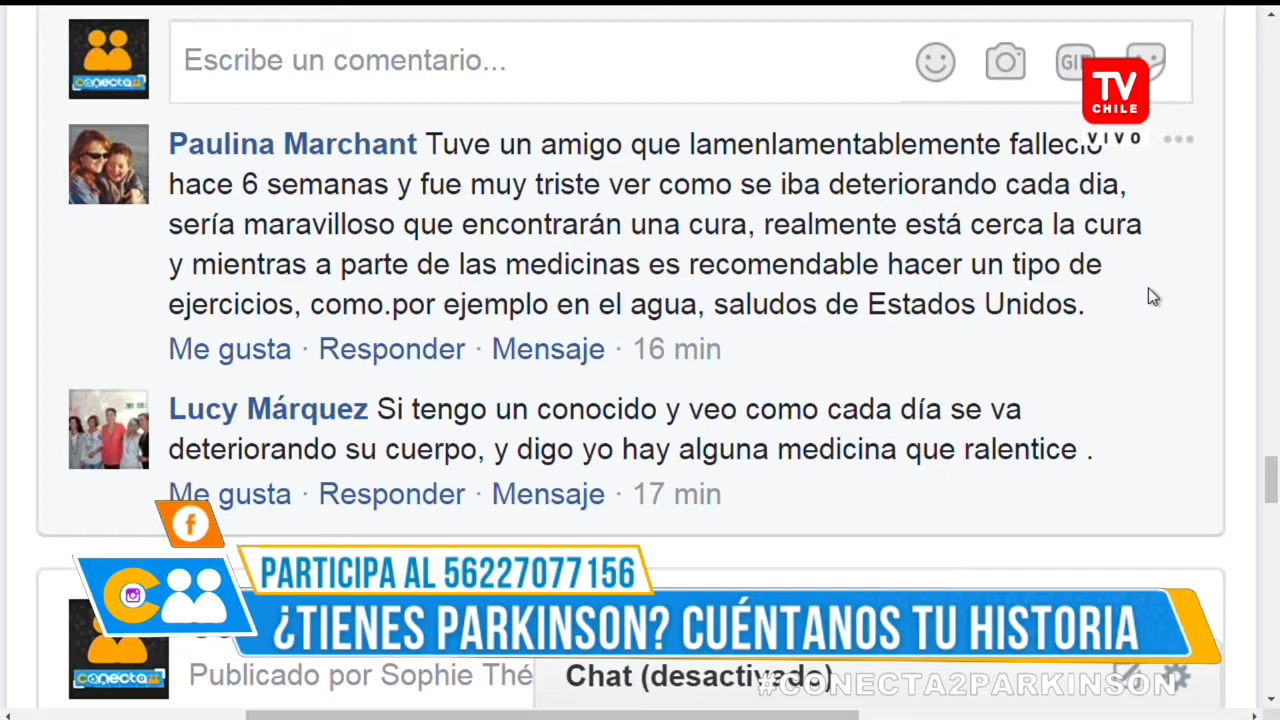 Escribe un comentario...
GIF
TV
CHILE
VIVO
Paulina Marchant Tuve un amigo que lamenlamentablemente falleció
hace 6 semanas y fue muy triste ver como se iba deteriorando cada dia,
sería maravilloso que encontrarán una cura, realmente está cerca la cura
y mientras a parte de las medicinas es recomendable hacer un tipo de
ejercicios, como.por ejemplo en el agua, saludos de Estados Unidos.
Me gusta · Responder · Mensaje · 16 min
Lucy Márquez Si tengo un conocido y veo como cada día se va
deteriorando su cuerpo, y digo yo hay alguna medicina que ralentice .
Me gusta · Responder · Mensaje · 17 min
PARTICIPA AL 56227077156
¿TIENES PARKINSON? CUÉNTANOS TU HISTORIA
Publicado por Sophie Thé
Chat (desactivado)
#CONECTA2PARKINSON
conecta2
conecta2